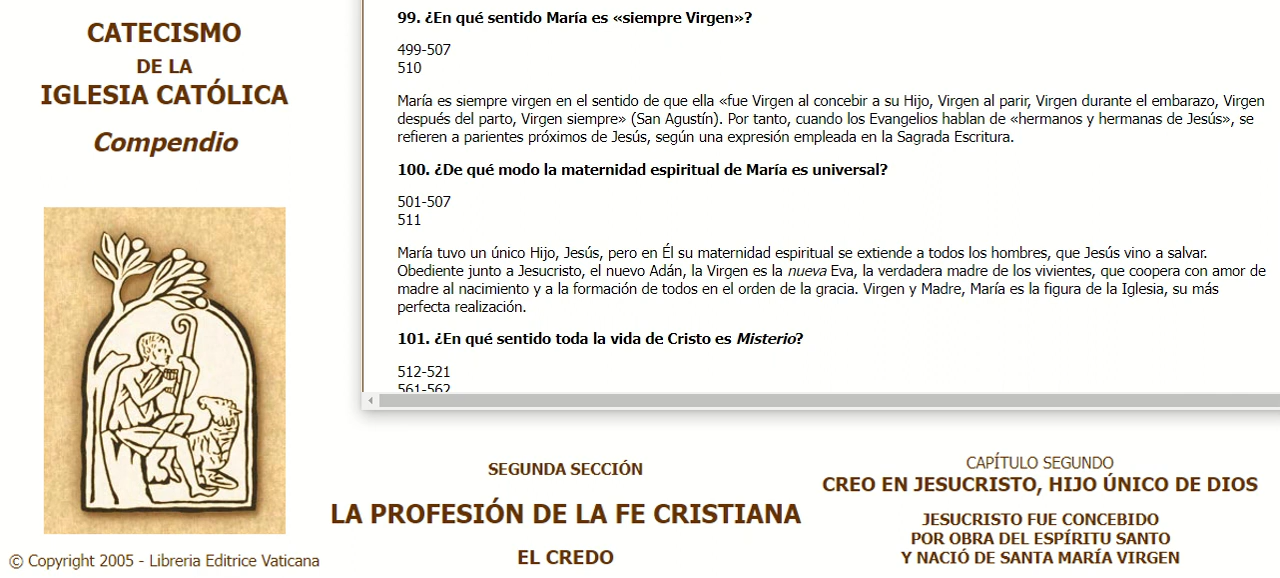 CATECISMO
DE LA
IGLESIA CATÓLICA
Compendio
© Copyright 2005 - Libreria Editrice Vaticana
99. ¿En qué sentido María es «siempre Virgen»?
499-507
510
María es siempre virgen en el sentido de que ella «fue Virgen al concebir a su Hijo, Virgen al parir, Virgen durante el embarazo, Virgen
después del parto, Virgen siempre» (San Agustín). Por tanto, cuando los Evangelios hablan de «hermanos y hermanas de Jesús», se
refieren a parientes próximos de Jesús, según una expresión empleada en la Sagrada Escritura.
100. ¿De qué modo la maternidad espiritual de María es universal?
501-507
511
María tuvo un único Hijo, Jesús, pero en Él su maternidad espiritual se extiende a todos los hombres, que Jesús vino a salvar.
Obediente junto a Jesucristo, el nuevo Adán, la Virgen es la nueva Eva, la verdadera madre de los vivientes, que coopera con amor de
madre al nacimiento y a la formación de todos en el orden de la gracia. Virgen y Madre, María es la figura de la Iglesia, su más
perfecta realización.
101. ¿En qué sentido toda la vida de Cristo es Misterio?
512-521
561-562
SEGUNDA SECCIÓN
LA PROFESIÓN DE LA FE CRISTIANA
EL CREDO
CAPÍTULO SEGUNDO
CREO EN JESUCRISTO, HIJO ÚNICO DE DIOS
JESUCRISTO FUE CONCEBIDO
POR OBRA DEL ESPÍRITU SANTO
Y NACIÓ DE SANTA MARÍA VIRGEN